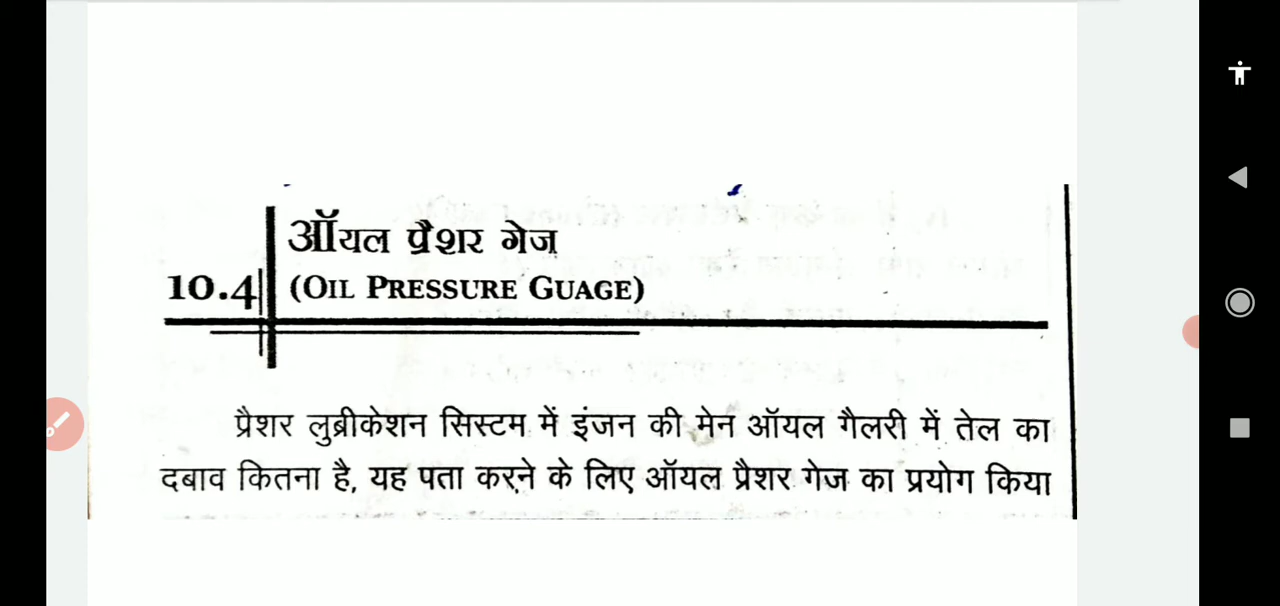 ऑयल प्रैशर गेज
10.4 (OIL PRESSURE GUAGE)
प्रैशर लुब्रीकेशन सिस्टम में इंजन की मेन ऑयल गैलरी में तेल का
दबाव कितना है, यह पता करने के लिए ऑयल प्रैशर गेज का प्रयोग किया